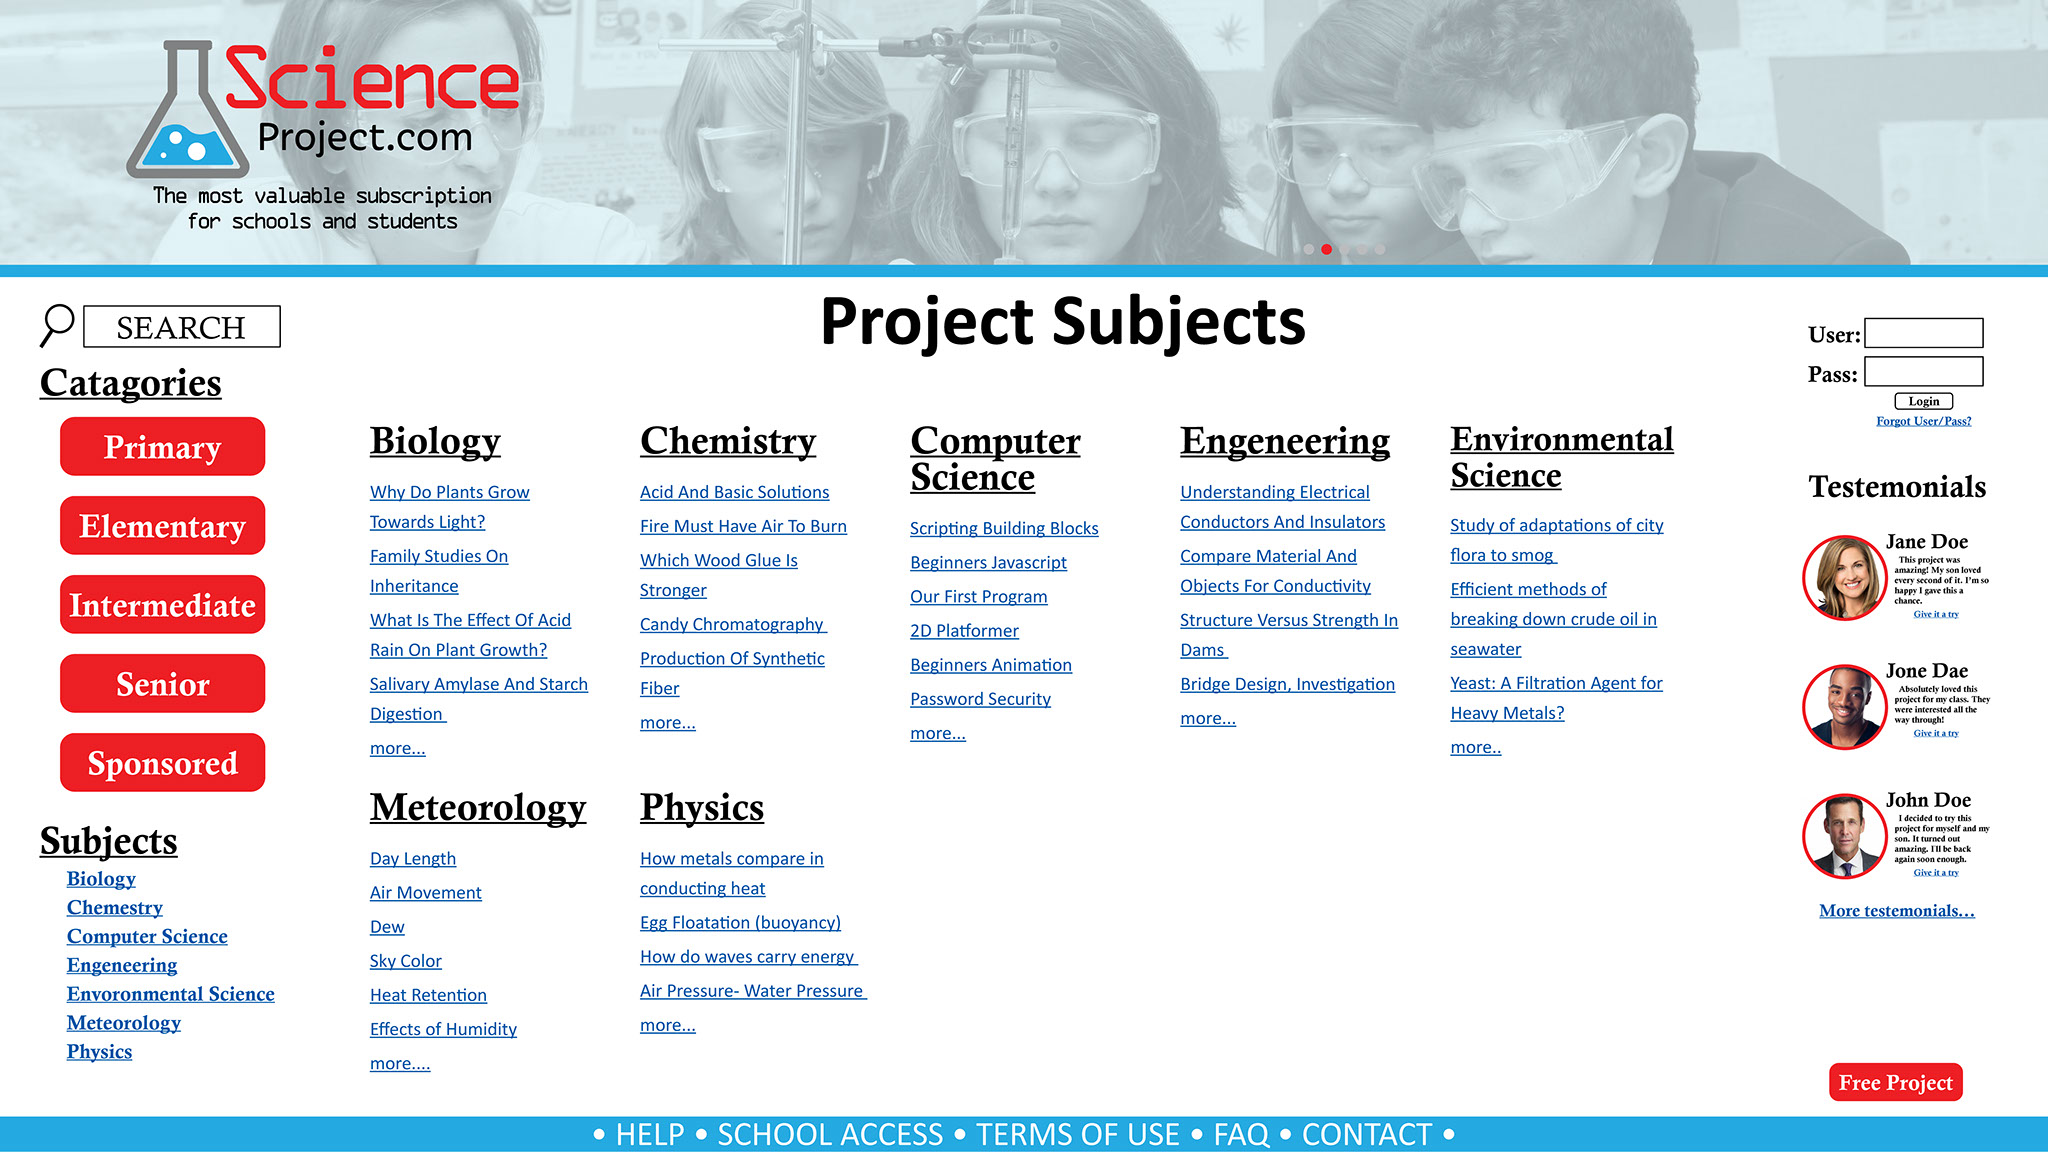 Science
Project.com
The most valuable subscription
for schools and students
SEARCH
Project Subjects
User:
Pass:
Login
Forgot User/Pass?
Catagories
Primary
Elementary
Intermediate
Senior
Sponsored
Subjects
Biology
Chemestry
Computer Science
Engeneering
Envoronmental Science
Meteorology
Physics
Biology
Why Do Plants Grow
Towards Light?
Family Studies On
Inheritance
What Is The Effect Of Acid
Rain On Plant Growth?
Salivary Amylase And Starch
Digestion
more...
Chemistry
Acid And Basic Solutions
Fire Must Have Air To Burn
Which Wood Glue Is
Stronger
Candy Chromatography
Production Of Synthetic
Fiber
more...
Computer
Science
Scripting Building Blocks
Beginners Javascript
Our First Program
2D Platformer
Beginners Animation
Password Security
more...
Engeneering
Understanding Electrical
Conductors And Insulators
Compare Material And
Objects For Conductivity
Structure Versus Strength In
Dams
Bridge Design, Investigation
more...
Environmental
Science
Study of adaptations of city
flora to smog
Efficient methods of
breaking down crude oil in
seawater
Yeast: A Filtration Agent for
Heavy Metals?
more..
Meteorology
Day Length
Air Movement
Dew
Sky Color
Heat Retention
Effects of Humidity
more....
Physics
How metals compare in
conducting heat
Egg Floatation (buoyancy)
How do waves carry energy
Air Pressure- Water Pressure
more...
Testemonials
Jane Doe
This project was
amazing! My son loved
every second of it. I'm so
happy I gave this a
chance.
Give it a try
Jone Dae
Absolutely loved this
project for my class. They
were interested all the
way through!
Give it a try
John Doe
I decided to try this
project for myself and my
son. It turned out
amazing. I'll be back
again soon enough.
Give it a try
More testemonials...
Free Project
• HELP • SCHOOL ACCESS • TERMS OF USE • FAQ • CONTACT •